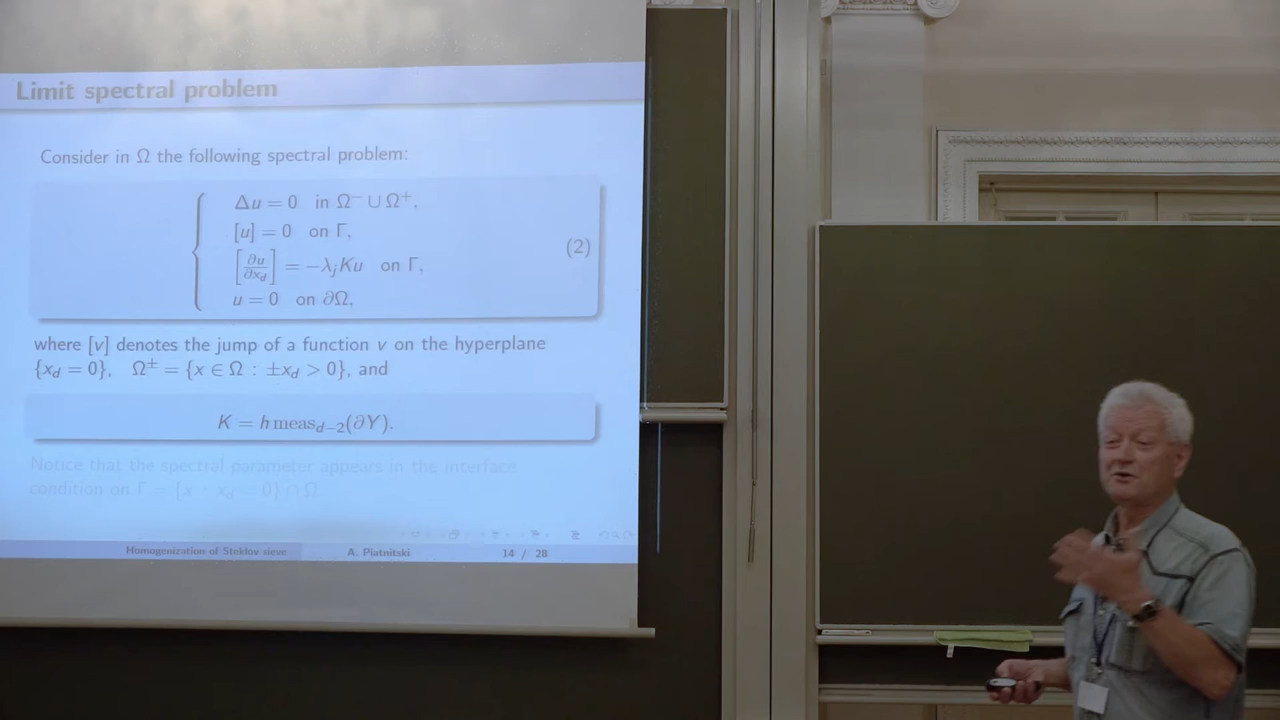 Limit spectral problem
Consider in Ω the following spectral problem:
Δu = 0 in Ω⁻ ∪ Ω⁺,
[u] = 0 on Γ,
[∂u/∂x_d] = −λ_j Ku on Γ,
(2)
u = 0 on ∂Ω,
where [v] denotes the jump of a function v on the hyperplane
{x_d = 0}, Ω^± = {x ∈ Ω : ±x_d > 0}, and
K = h meas_{d−2}(∂Y).
Notice that the spectral parameter appears in the interface
condition on Γ = {x : x_d = 0} ∩ Ω
Homogenization of Steklov sieve A. Piatnitski 14 / 28